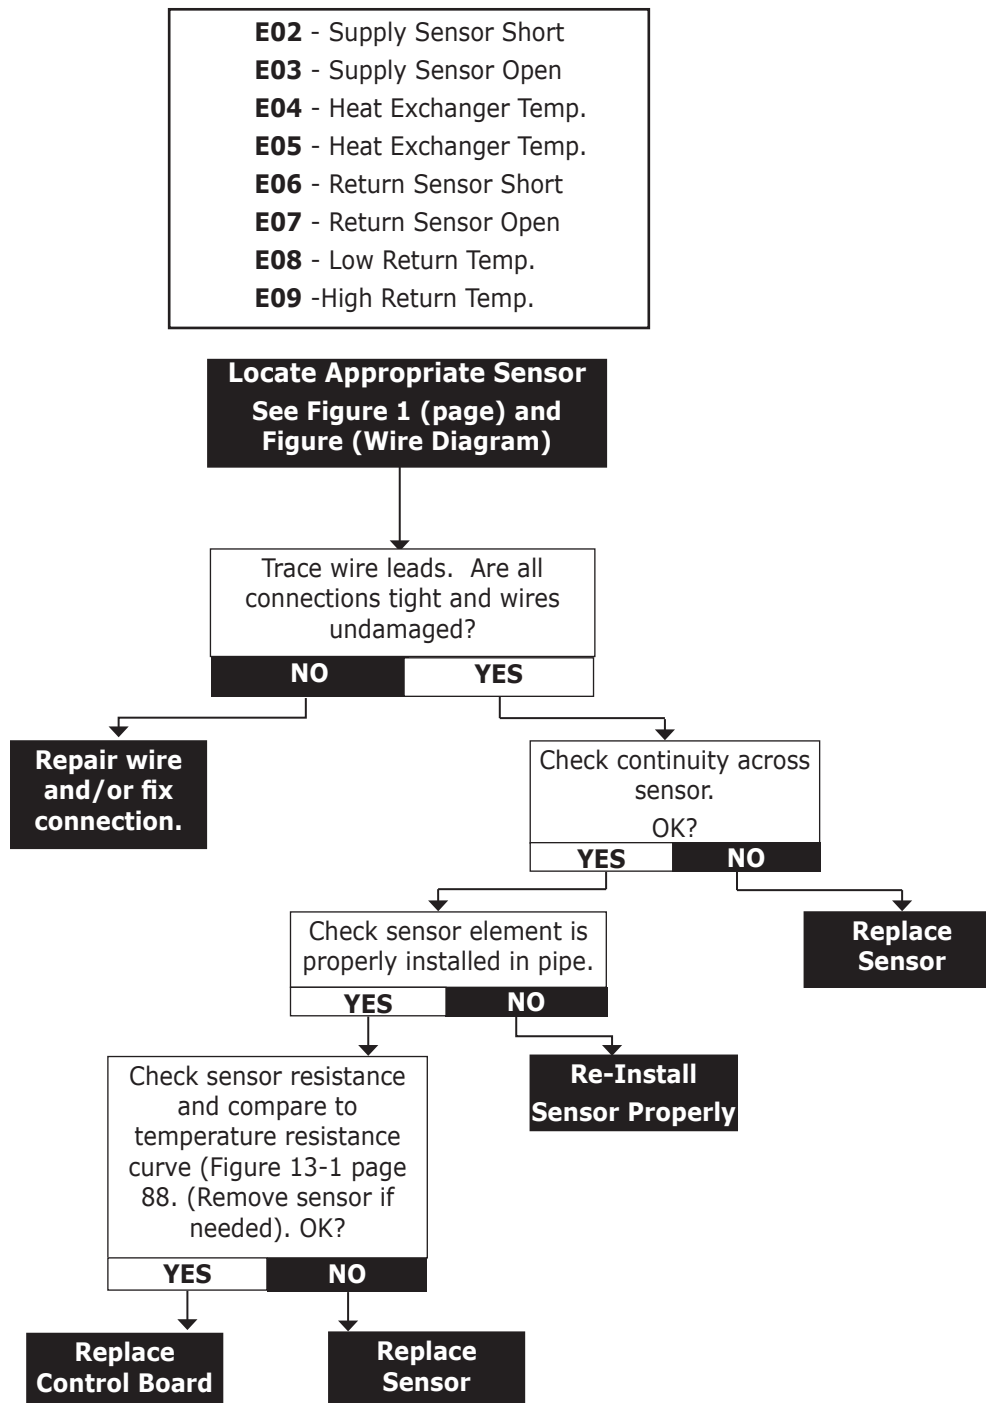 E02 - Supply Sensor Short
E03 - Supply Sensor Open
E04 - Heat Exchanger Temp.
E05 - Heat Exchanger Temp.
E06 - Return Sensor Short
E07 - Return Sensor Open
E08 - Low Return Temp.
E09 -High Return Temp.
Locate Appropriate Sensor
See Figure 1 (page) and
Figure (Wire Diagram)
Trace wire leads. Are all
connections tight and wires
undamaged?
NO
YES
Repair wire
and/or fix
connection.
Check continuity across
sensor.
OK?
YES
NO
Check sensor element is
properly installed in pipe.
YES
NO
Replace
Sensor
Check sensor resistance
and compare to
temperature resistance
curve (Figure 13-1 page
88. (Remove sensor if
needed). OK?
YES
NO
Re-Install
Sensor Properly
Replace
Control Board
Replace
Sensor